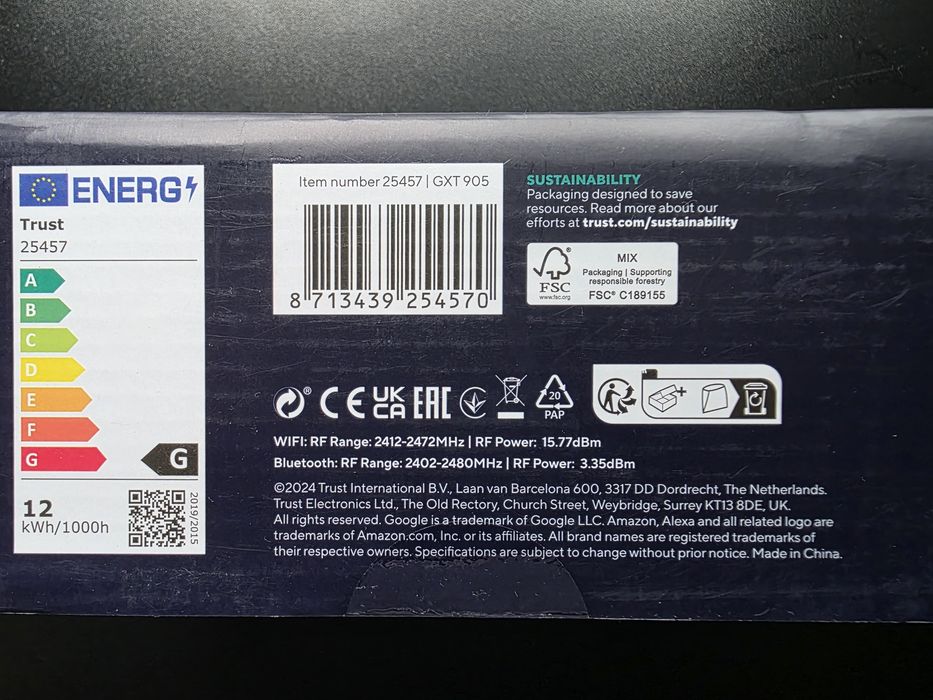 ENERG
Trust
25457
A
B
C
D
E
F
G
G
12
kWh/1000h
2019/2015
Item number 25457 | GXT 905
8 713439 254570
SUSTAINABILITY
Packaging designed to save
resources. Read more about our
efforts at trust.com/sustainability
FSC
www.fsc.org
MIX
Packaging | Supporting
responsible forestry
FSC® C189155
® CE UK CA EAC
20
PAP
WIFI: RF Range: 2412-2472MHz | RF Power: 15.77dBm
Bluetooth: RF Range: 2402-2480MHz | RF Power: 3.35dBm
©2024 Trust International B.V., Laan van Barcelona 600, 3317 DD Dordrecht, The Netherlands.
Trust Electronics Ltd., The Old Rectory, Church Street, Weybridge, Surrey KT13 8DE, UK.
All rights reserved. Google is a trademark of Google LLC. Amazon, Alexa and all related logo are
trademarks of Amazon.com, Inc. or its affiliates. All brand names are registered trademarks of
their respective owners. Specifications are subject to change without prior notice. Made in China.